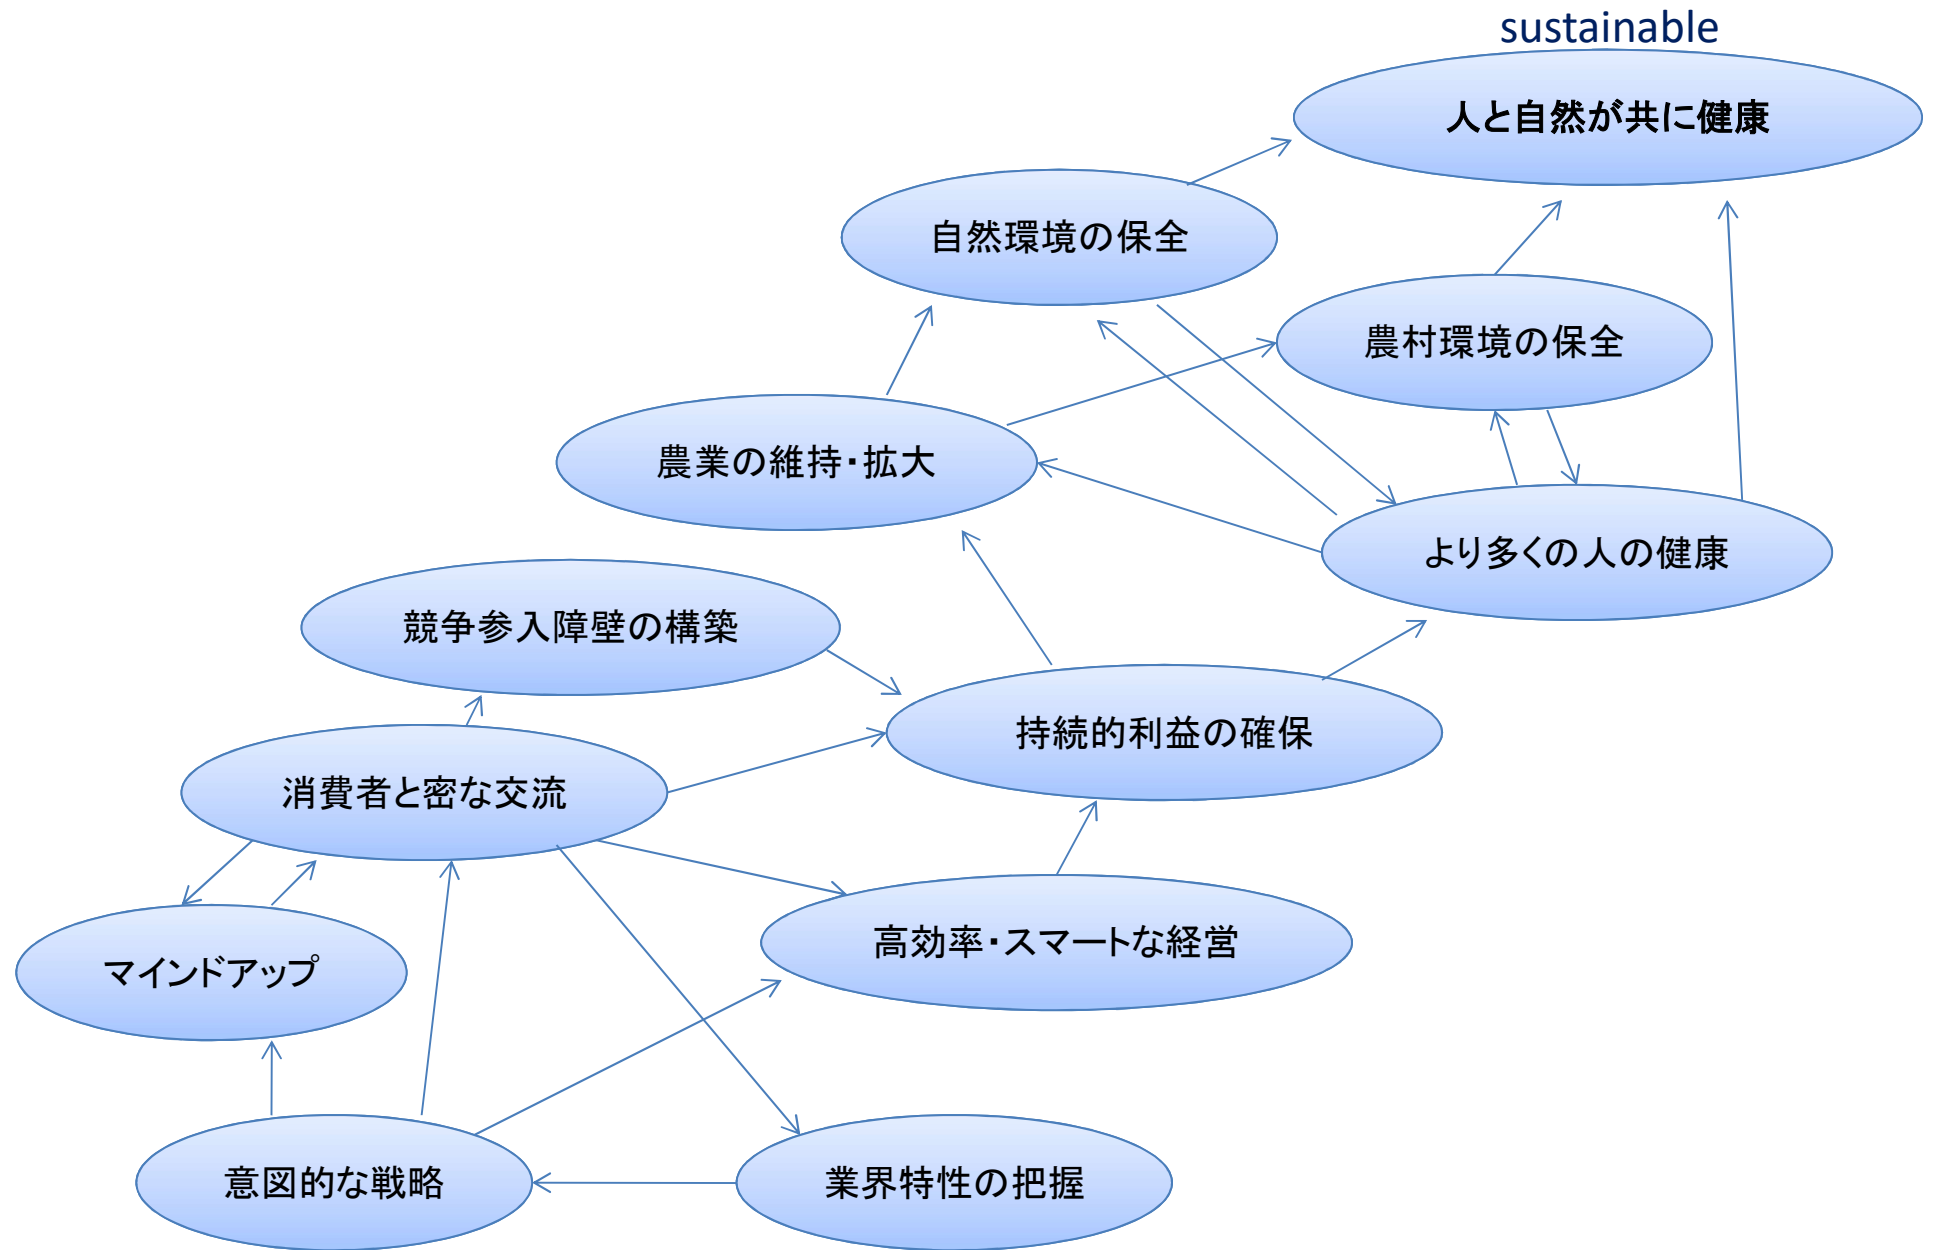 sustainable
人と自然が共に健康
自然環境の保全
農村環境の保全
農業の維持・拡大
より多くの人の健康
競争参入障壁の構築
持続的利益の確保
消費者と密な交流
高効率・スマートな経営
マインドアップ
意図的な戦略
業界特性の把握